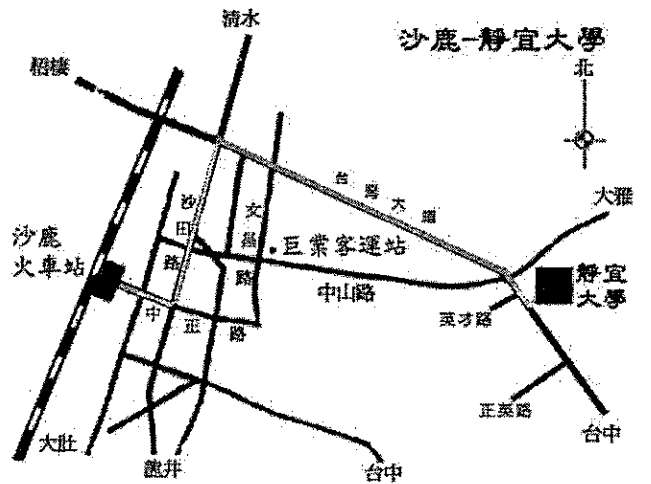 清水
沙鹿-靜宜大學
梧棲
北
台灣大道
大雅
沙田路
文昌路
沙鹿
火車站
巨業客運站
靜宜
大學
中山路
英才路
中正路
正英路
台中
大肚
龍井
台中